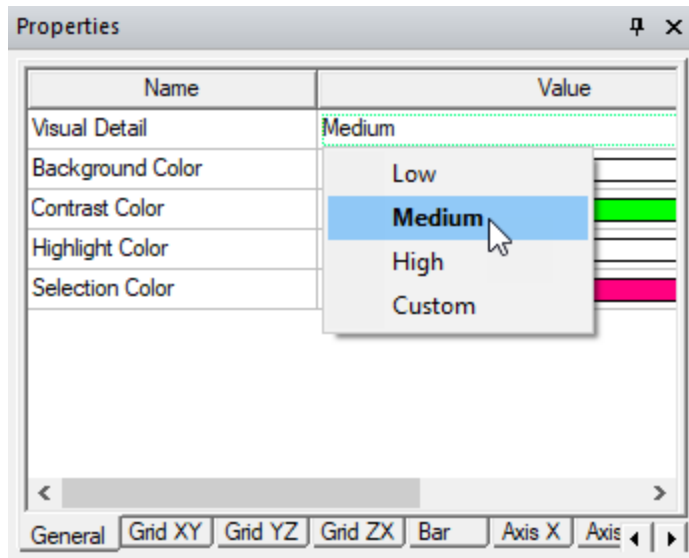 Properties
Name Value
Visual Detail Medium
Background Color
Contrast Color
Highlight Color
Selection Color
Low
Medium
High
Custom
General Grid XY Grid YZ Grid ZX Bar Axis X Axis